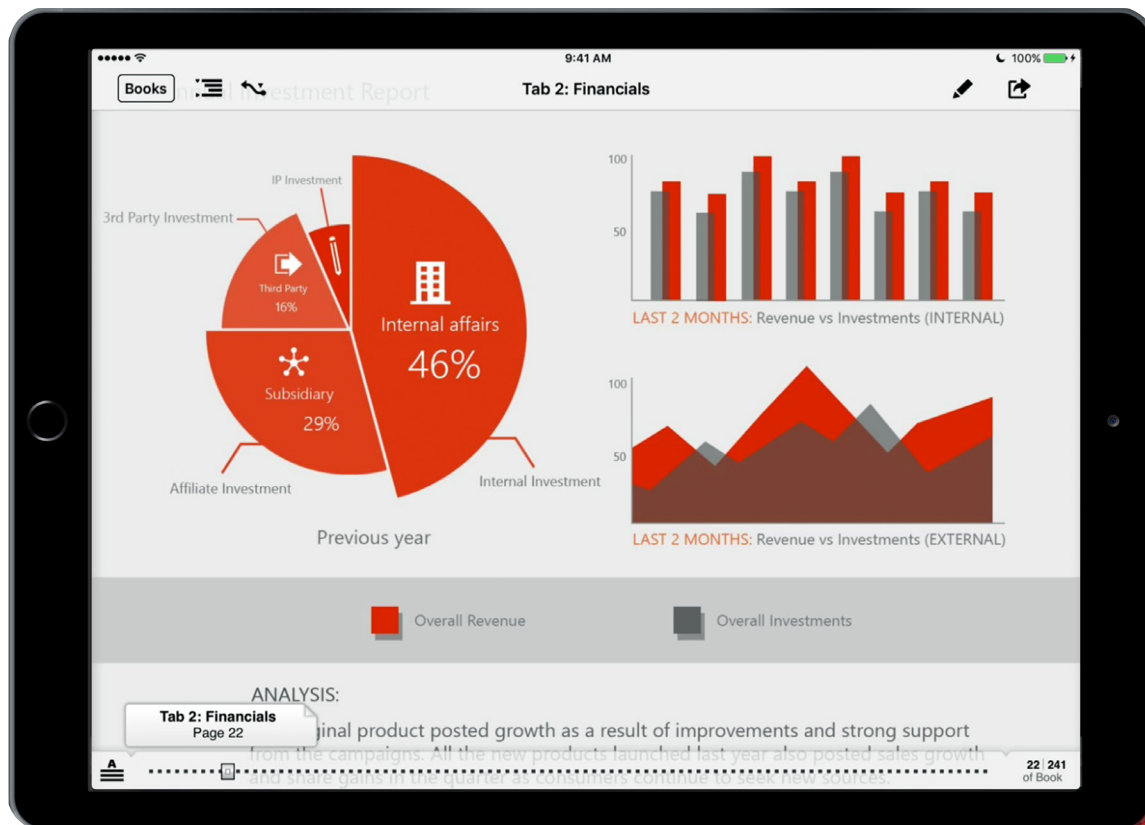 9:41 AM
100%
Books
Annual Investment Report
Tab 2: Financials
IP Investment
3rd Party Investment
Third Party
16%
Internal affairs
46%
Subsidiary
29%
Affiliate Investment
Internal Investment
Previous year
100
50
LAST 2 MONTHS: Revenue vs Investments (INTERNAL)
100
50
LAST 2 MONTHS: Revenue vs Investments (EXTERNAL)
Overall Revenue
Overall Investments
ANALYSIS:
Tab 2: Financials
Page 22
product posted growth as a result of improvements and strong support
from the campaigns. All the new products launched last year also posted sales growth
and share gains in the quarter as consumers continue to seek new sources.
A
22 241
of Book